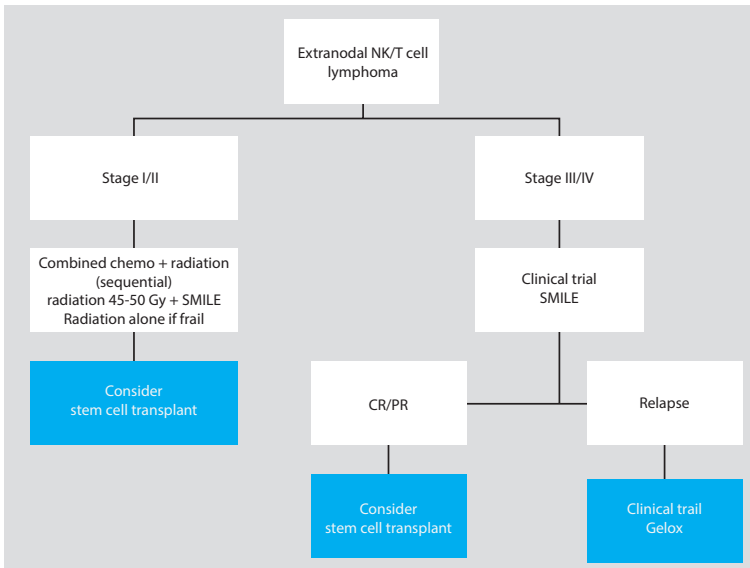 Extranodal NK/T cell
lymphoma
Stage I/II
Stage III/IV
Combined chemo + radiation
(sequential)
radiation 45-50 Gy + SMILE
Radiation alone if frail
Clinical trial
SMILE
Consider
stem cell transplant
CR/PR
Relapse
Consider
stem cell transplant
Clinical trail
Gelox